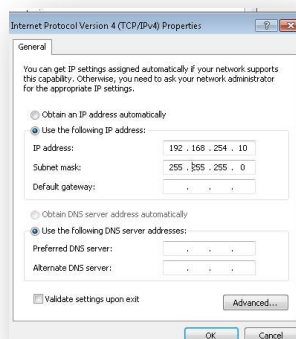 Internet Protocol Version 4 (TCP/IPv4) Properties
General
You can get IP settings assigned automatically if your network supports
this capability. Otherwise, you need to ask your network administrator
for the appropriate IP settings.
Obtain an IP address automatically
Use the following IP address:
IP address: 192 . 168 . 254 . 10
Subnet mask: 255 . 255 . 255 . 0
Default gateway: . . .
Obtain DNS server address automatically
Use the following DNS server addresses:
Preferred DNS server: . . .
Alternate DNS server: . . .
Validate settings upon exit
Advanced...
OK Cancel